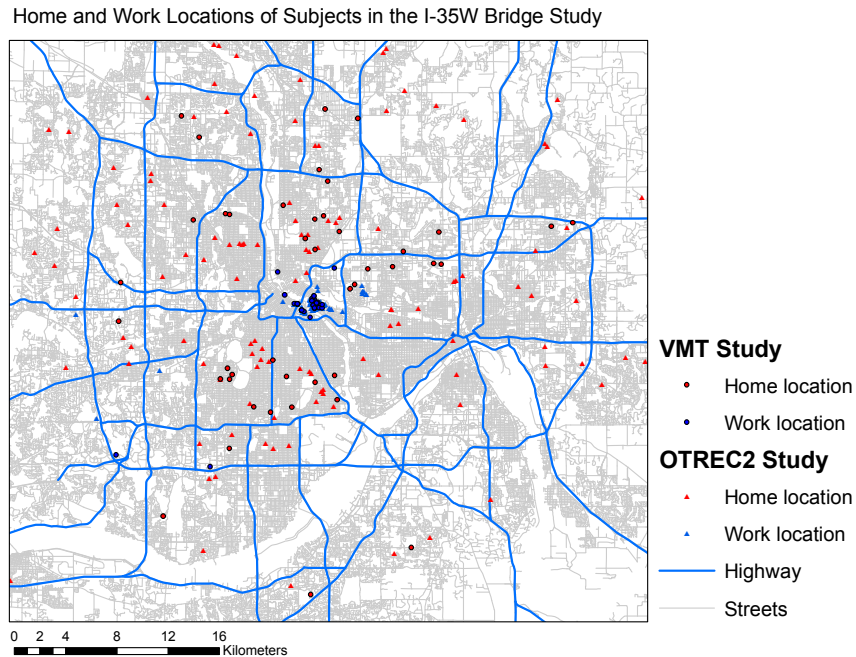 Home and Work Locations of Subjects in the I-35W Bridge Study
VMT Study
Home location
Work location
OTREC2 Study
Home location
Work location
Highway
Streets
0 2 4 8 12 16
Kilometers